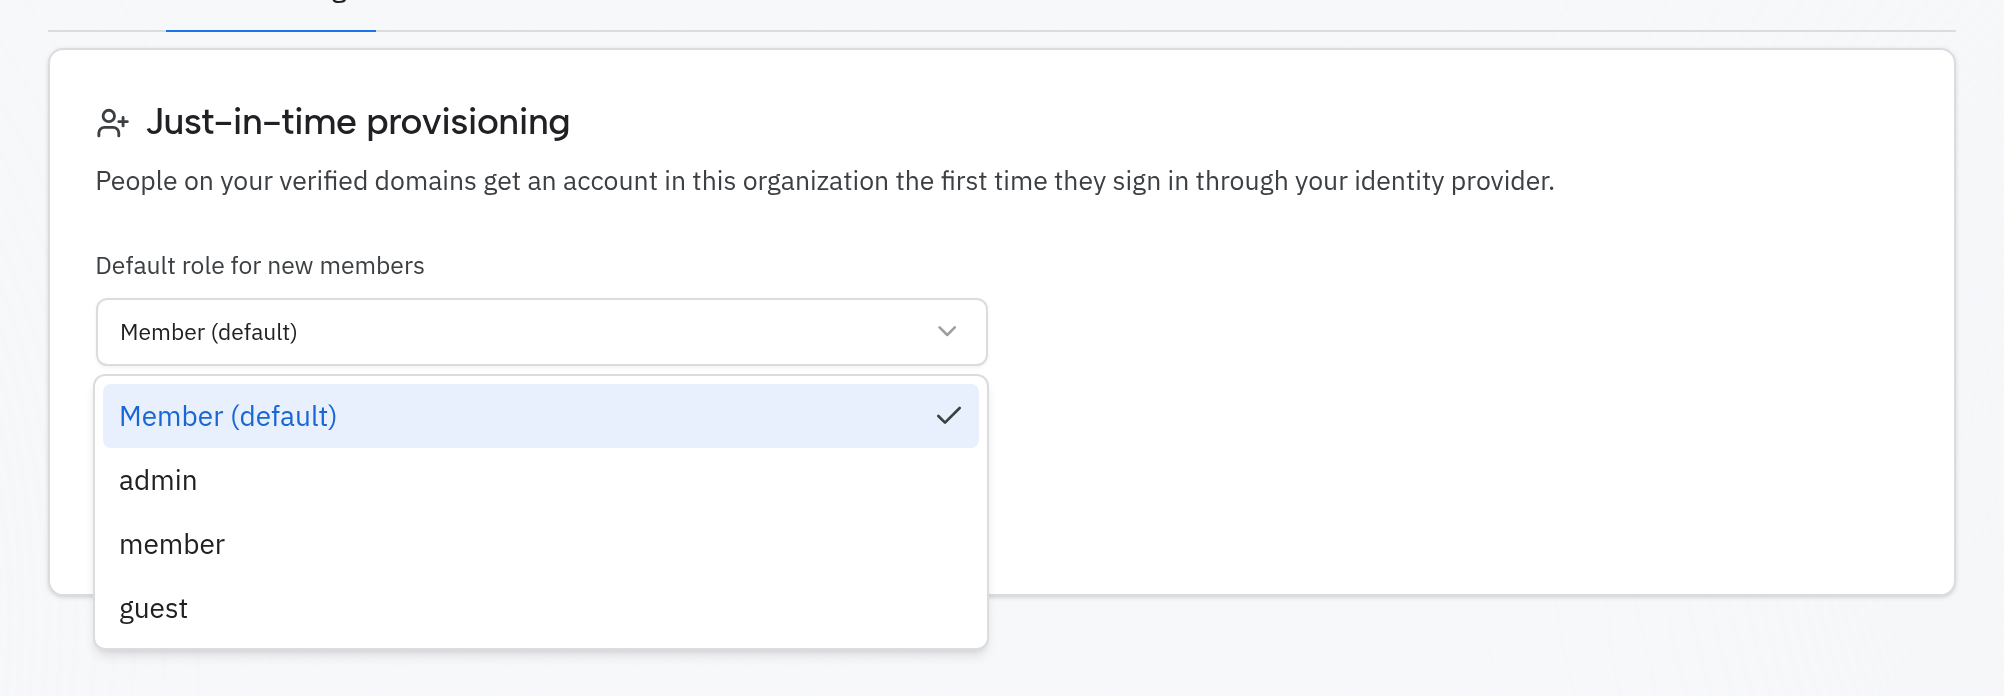 Just-in-time provisioning
People on your verified domains get an account in this organization the first time they sign in through your identity provider.
Default role for new members
Member (default)
Member (default)
admin
member
guest